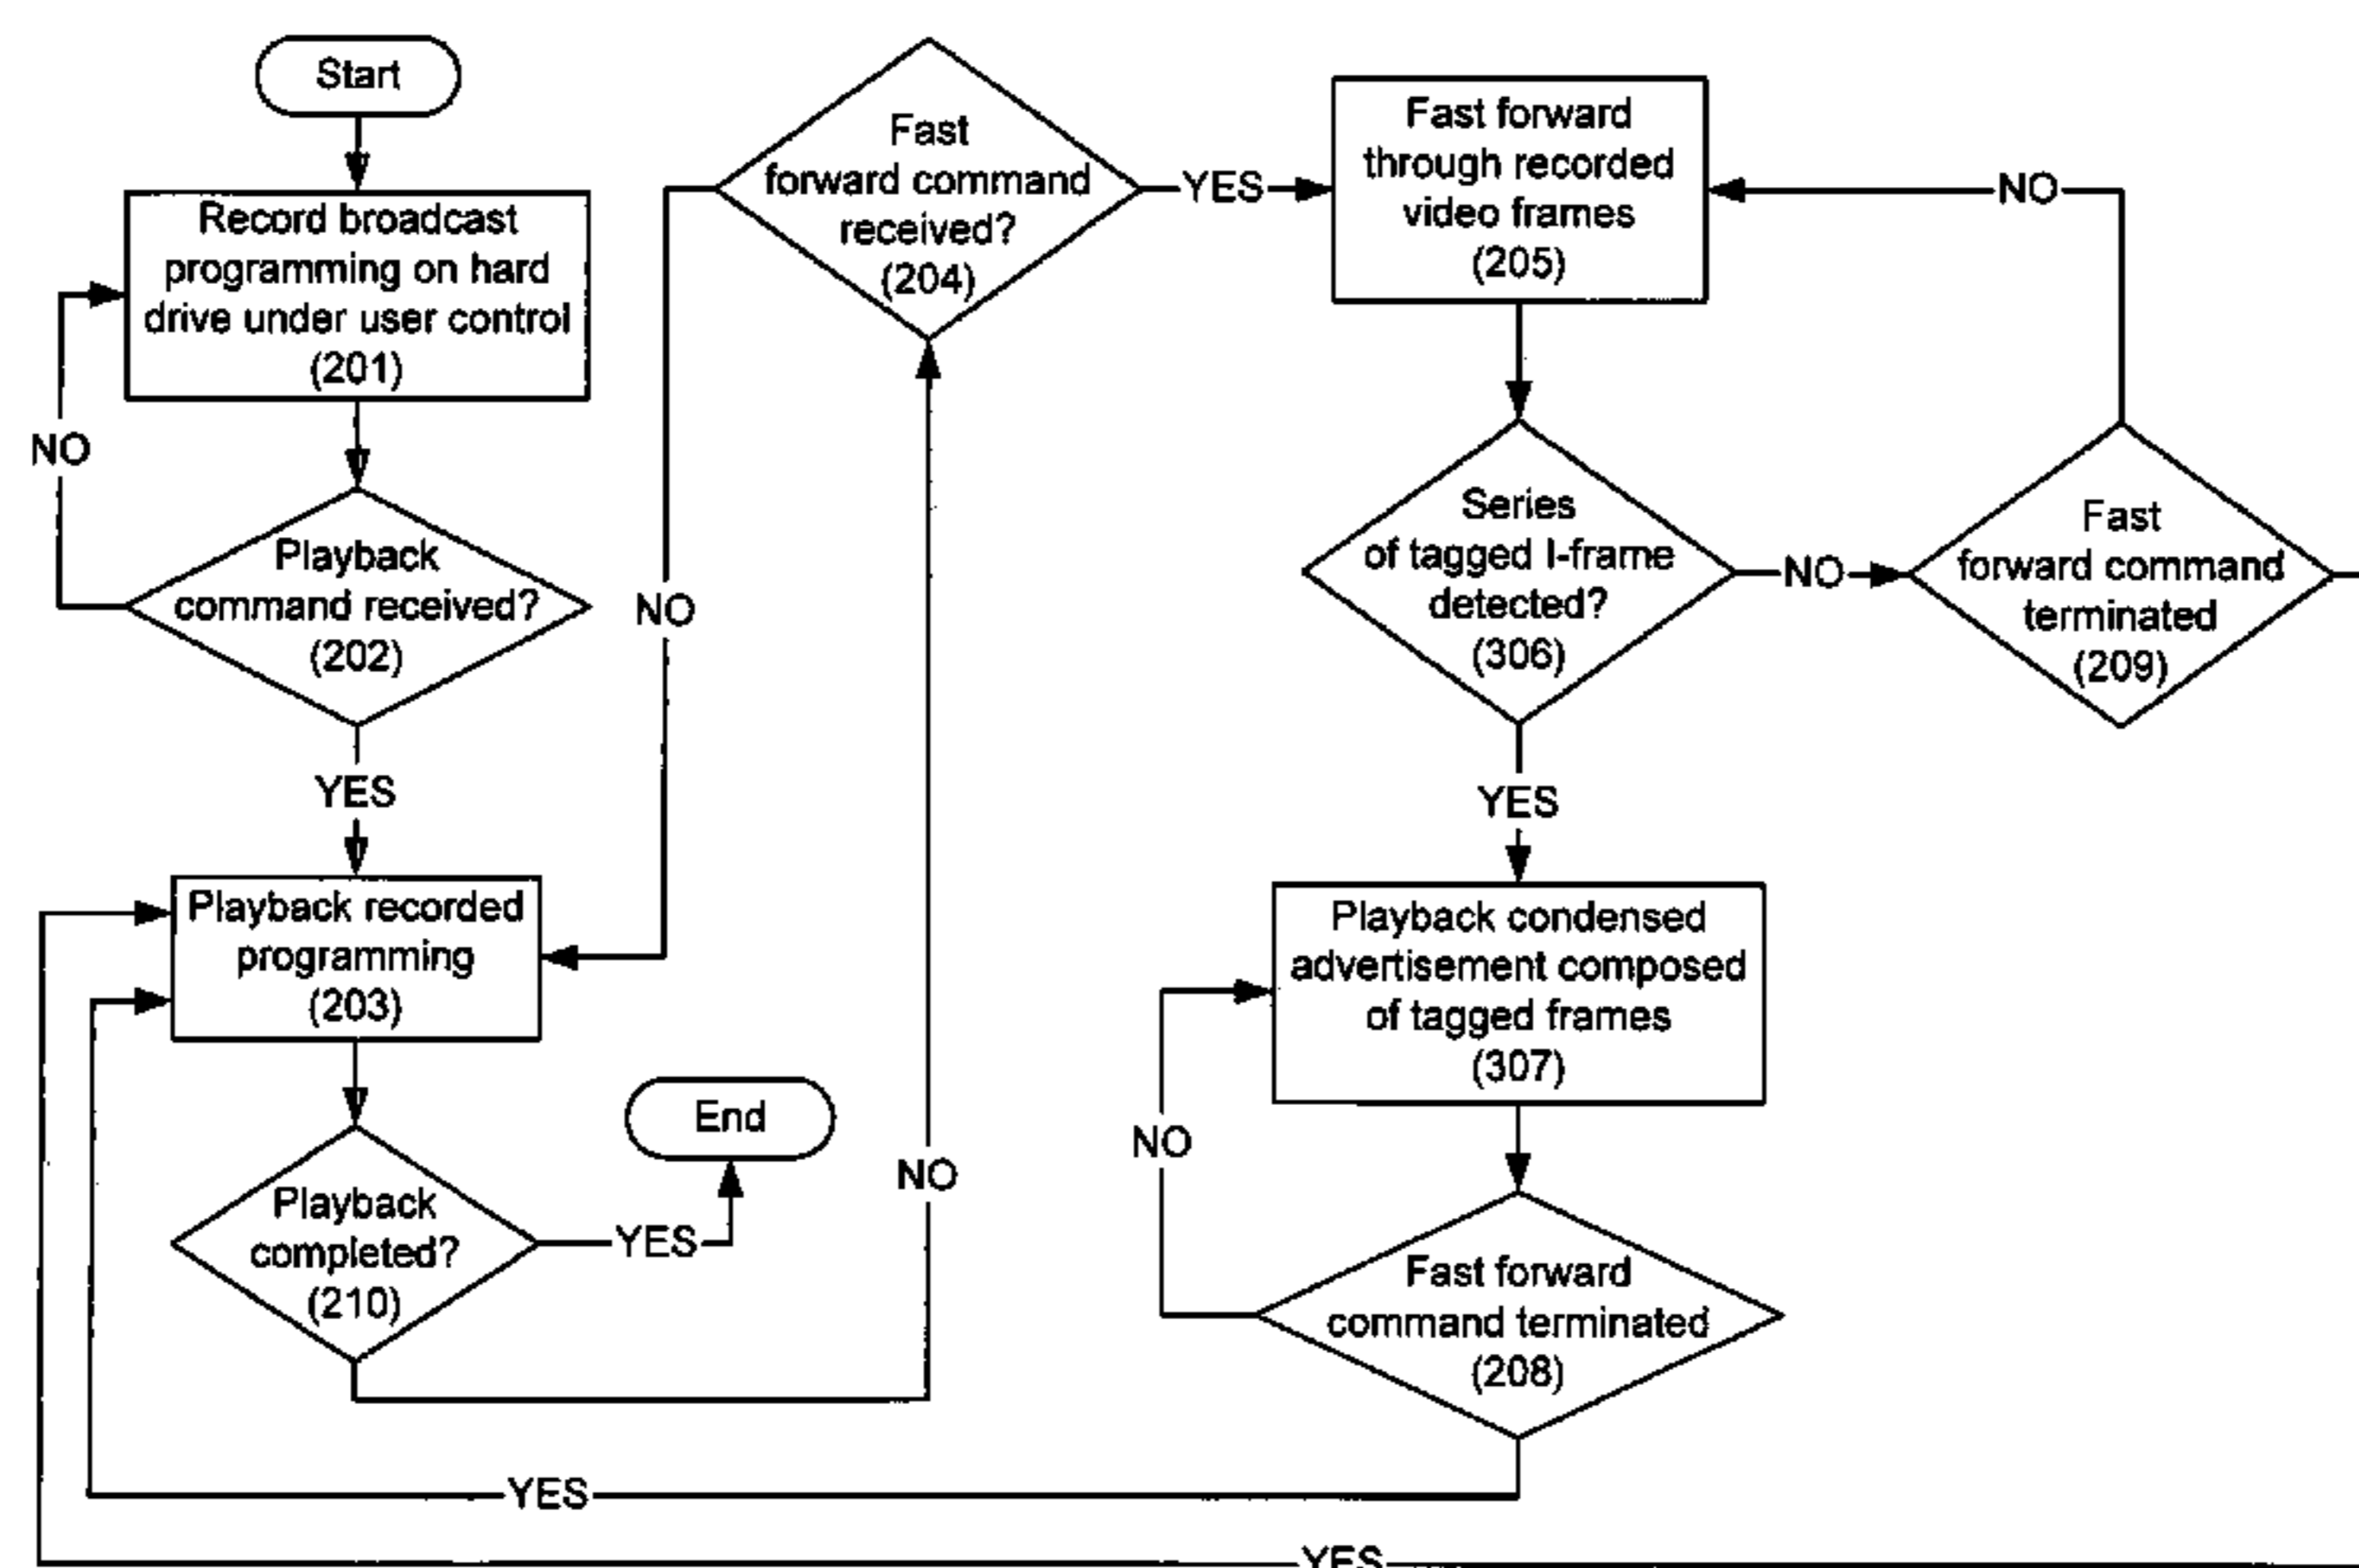 Start
Record broadcast
programming on hard
drive under user control
(201)
NO
Playback
command received?
(202)
YES
Playback recorded
programming
(203)
Playback
completed?
(210)
YES
End
NO
Fast
forward command
received?
(204)
NO
YES
Fast forward
through recorded
video frames
(205)
Series
of tagged I-frame
detected?
(306)
NO
Fast
forward command
terminated
(209)
NO
YES
Playback condensed
advertisement composed
of tagged frames
(307)
NO
Fast forward
command terminated
(208)
YES
YES